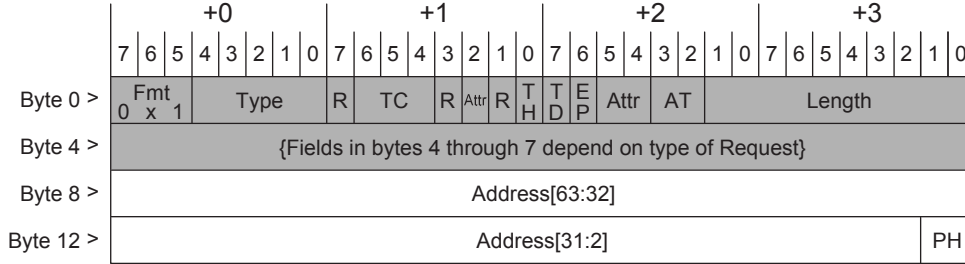 +0 +1 +2 +3
7 6 5 4 3 2 1 0 7 6 5 4 3 2 1 0 7 6 5 4 3 2 1 0 7 6 5 4 3 2 1 0
Byte 0 > Fmt 0 x 1 Type R TC R Attr R TH TD EP Attr AT Length
Byte 4 > {Fields in bytes 4 through 7 depend on type of Request}
Byte 8 > Address[63:32]
Byte 12 > Address[31:2] PH